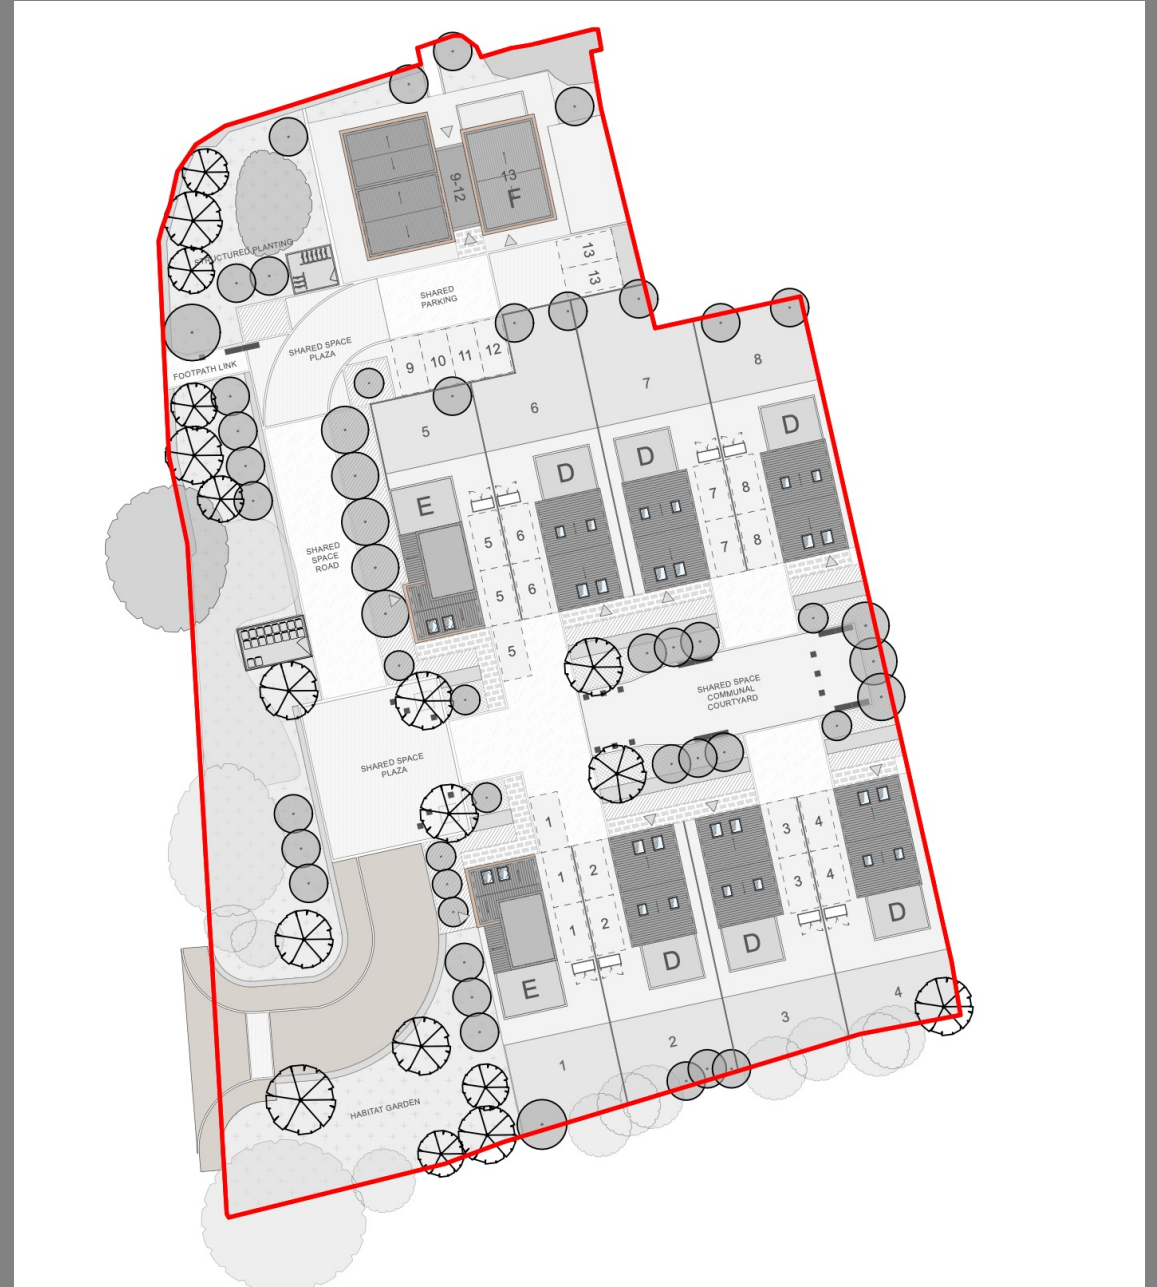 13
F
9-12
STRUCTURED PLANTING
13
13
SHARED
PARKING
SHARED SPACE
PLAZA
9
10
11
12
FOOTPATH LINK
8
7
6
5
D
D
D
E
7
8
5
6
7
8
5
6
5
SHARED
SPACE
ROAD
SHARED SPACE
COMMUNAL
COURTYARD
SHARED SPACE
PLAZA
1
3
4
1
2
3
4
1
2
D
D
D
E
4
3
2
1
HABITAT GARDEN